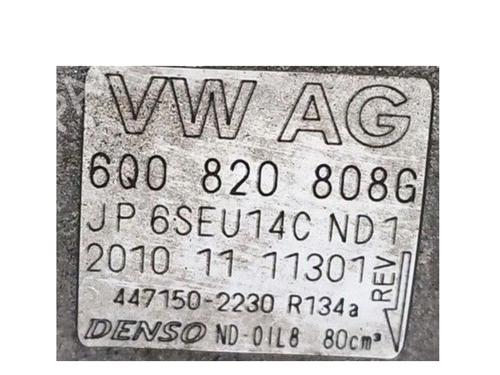 VW AG
6Q0 820 808G
JP 6SEU14C ND1
2010 11 11301
REV
447150-2230 R134a
DENSO ND-OIL8 80cm³